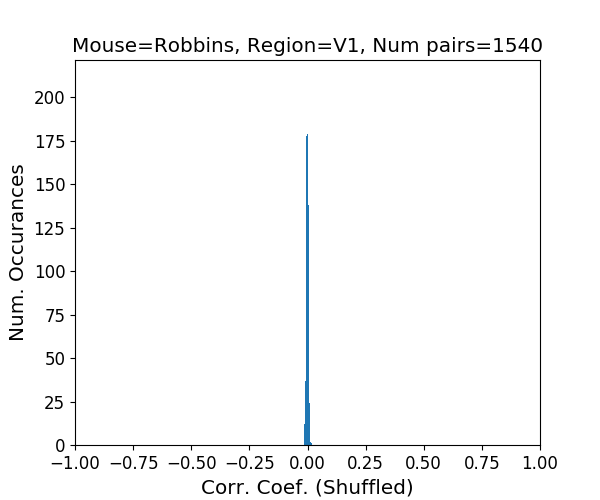 Mouse=Robbins, Region=V1, Num pairs=1540
Num. Occurances
200
175
150
125
100
75
50
25
0
−1.00 −0.75 −0.50 −0.25 0.00 0.25 0.50 0.75 1.00
Corr. Coef. (Shuffled)